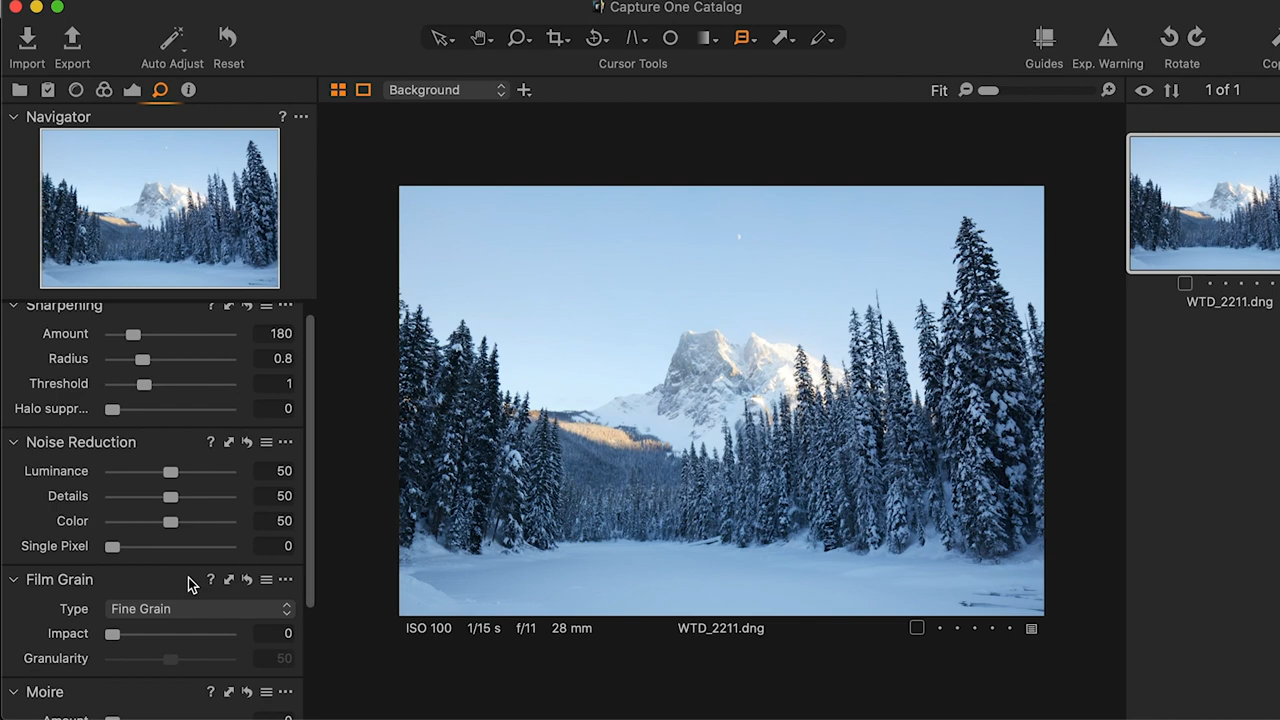 Capture One Catalog
Import
Export
Auto Adjust
Reset
Cursor Tools
Guides
Exp. Warning
Rotate
Background
Fit
1 of 1
Navigator
?
Sharpening
?
Amount
180
Radius
0.8
Threshold
1
Halo suppr...
0
Noise Reduction
?
Luminance
50
Details
50
Color
50
Single Pixel
0
Film Grain
?
Type
Fine Grain
Impact
0
Granularity
50
Moire
?
Amount
0
ISO 100
1/15 s
f/11
28 mm
WTD_2211.dng
WTD_2211.dng